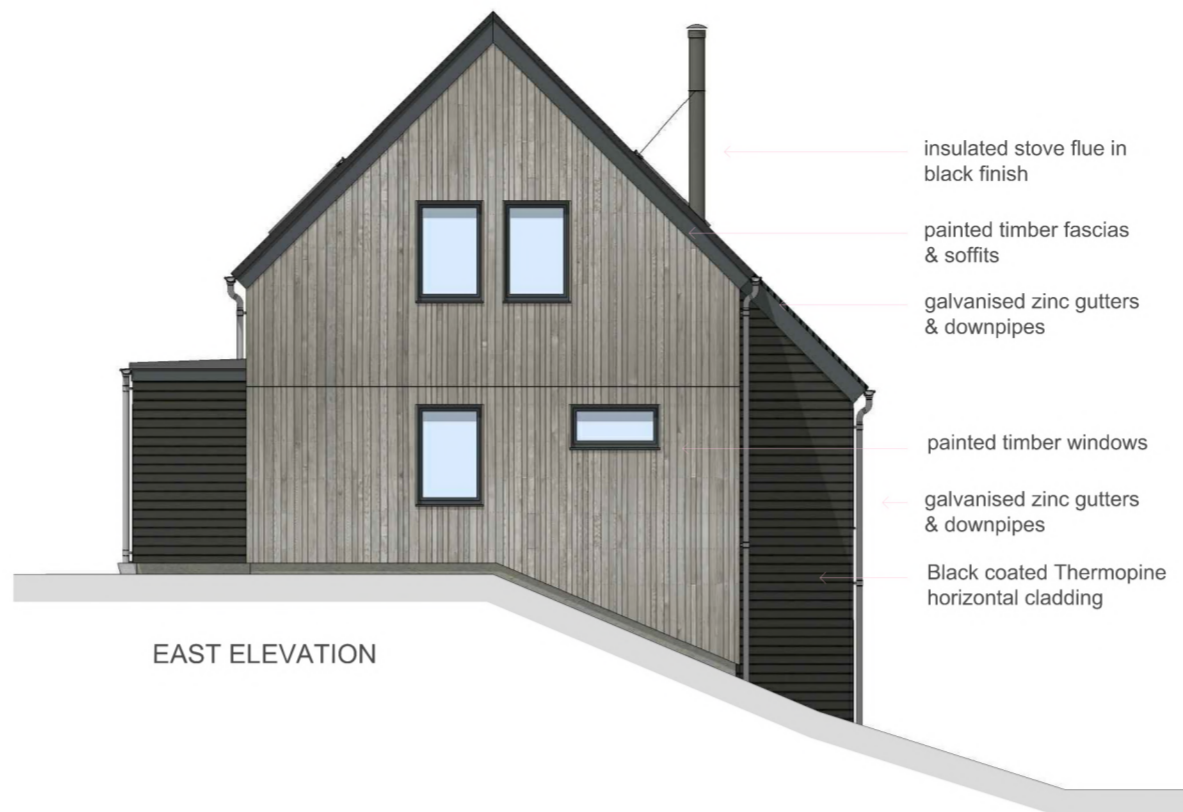 insulated stove flue in
black finish
painted timber fascias
& soffits
galvanised zinc gutters
& downpipes
painted timber windows
galvanised zinc gutters
& downpipes
Black coated Thermopine
horizontal cladding
EAST ELEVATION